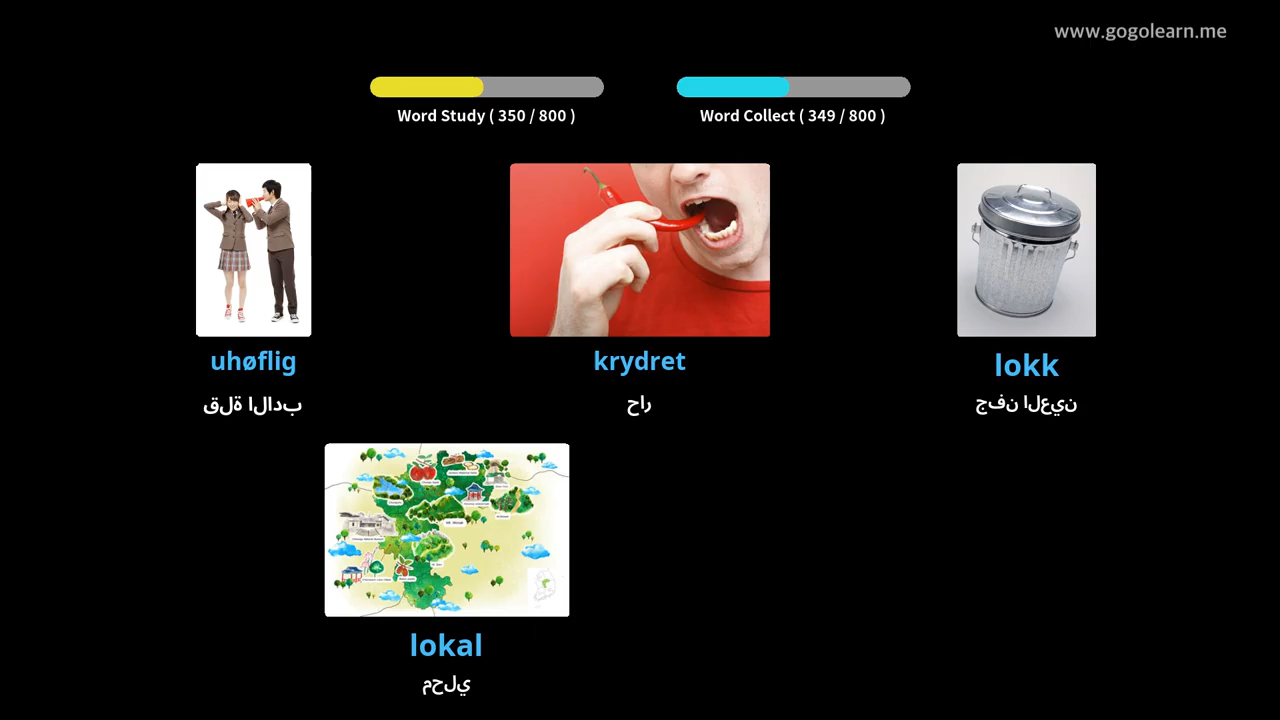 www.gogolearn.me
Word Study ( 350 / 800 )
Word Collect ( 349 / 800 )
uhøflig
krydret
lokk
قلة الادب
حار
جفن العين
lokal
محلي